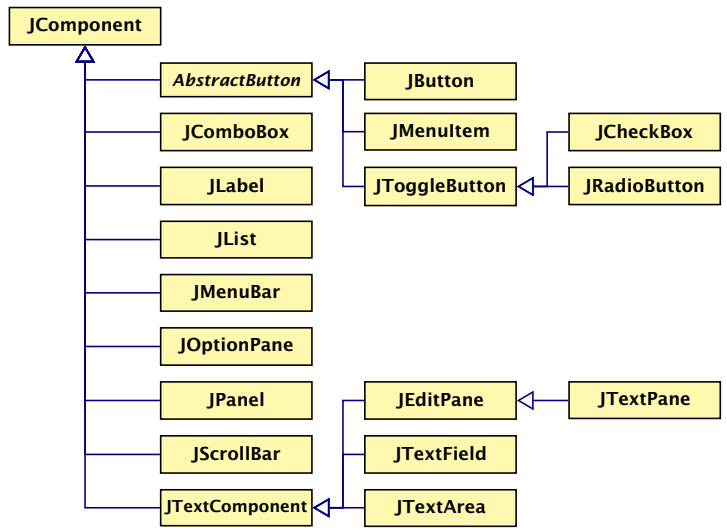 JComponent
AbstractButton
JButton
JComboBox
JMenuItem
JCheckBox
JLabel
JToggleButton
JRadioButton
JList
JMenuBar
JOptionPane
JPanel
JEditPane
JTextPane
JScrollBar
JTextField
JTextComponent
JTextArea